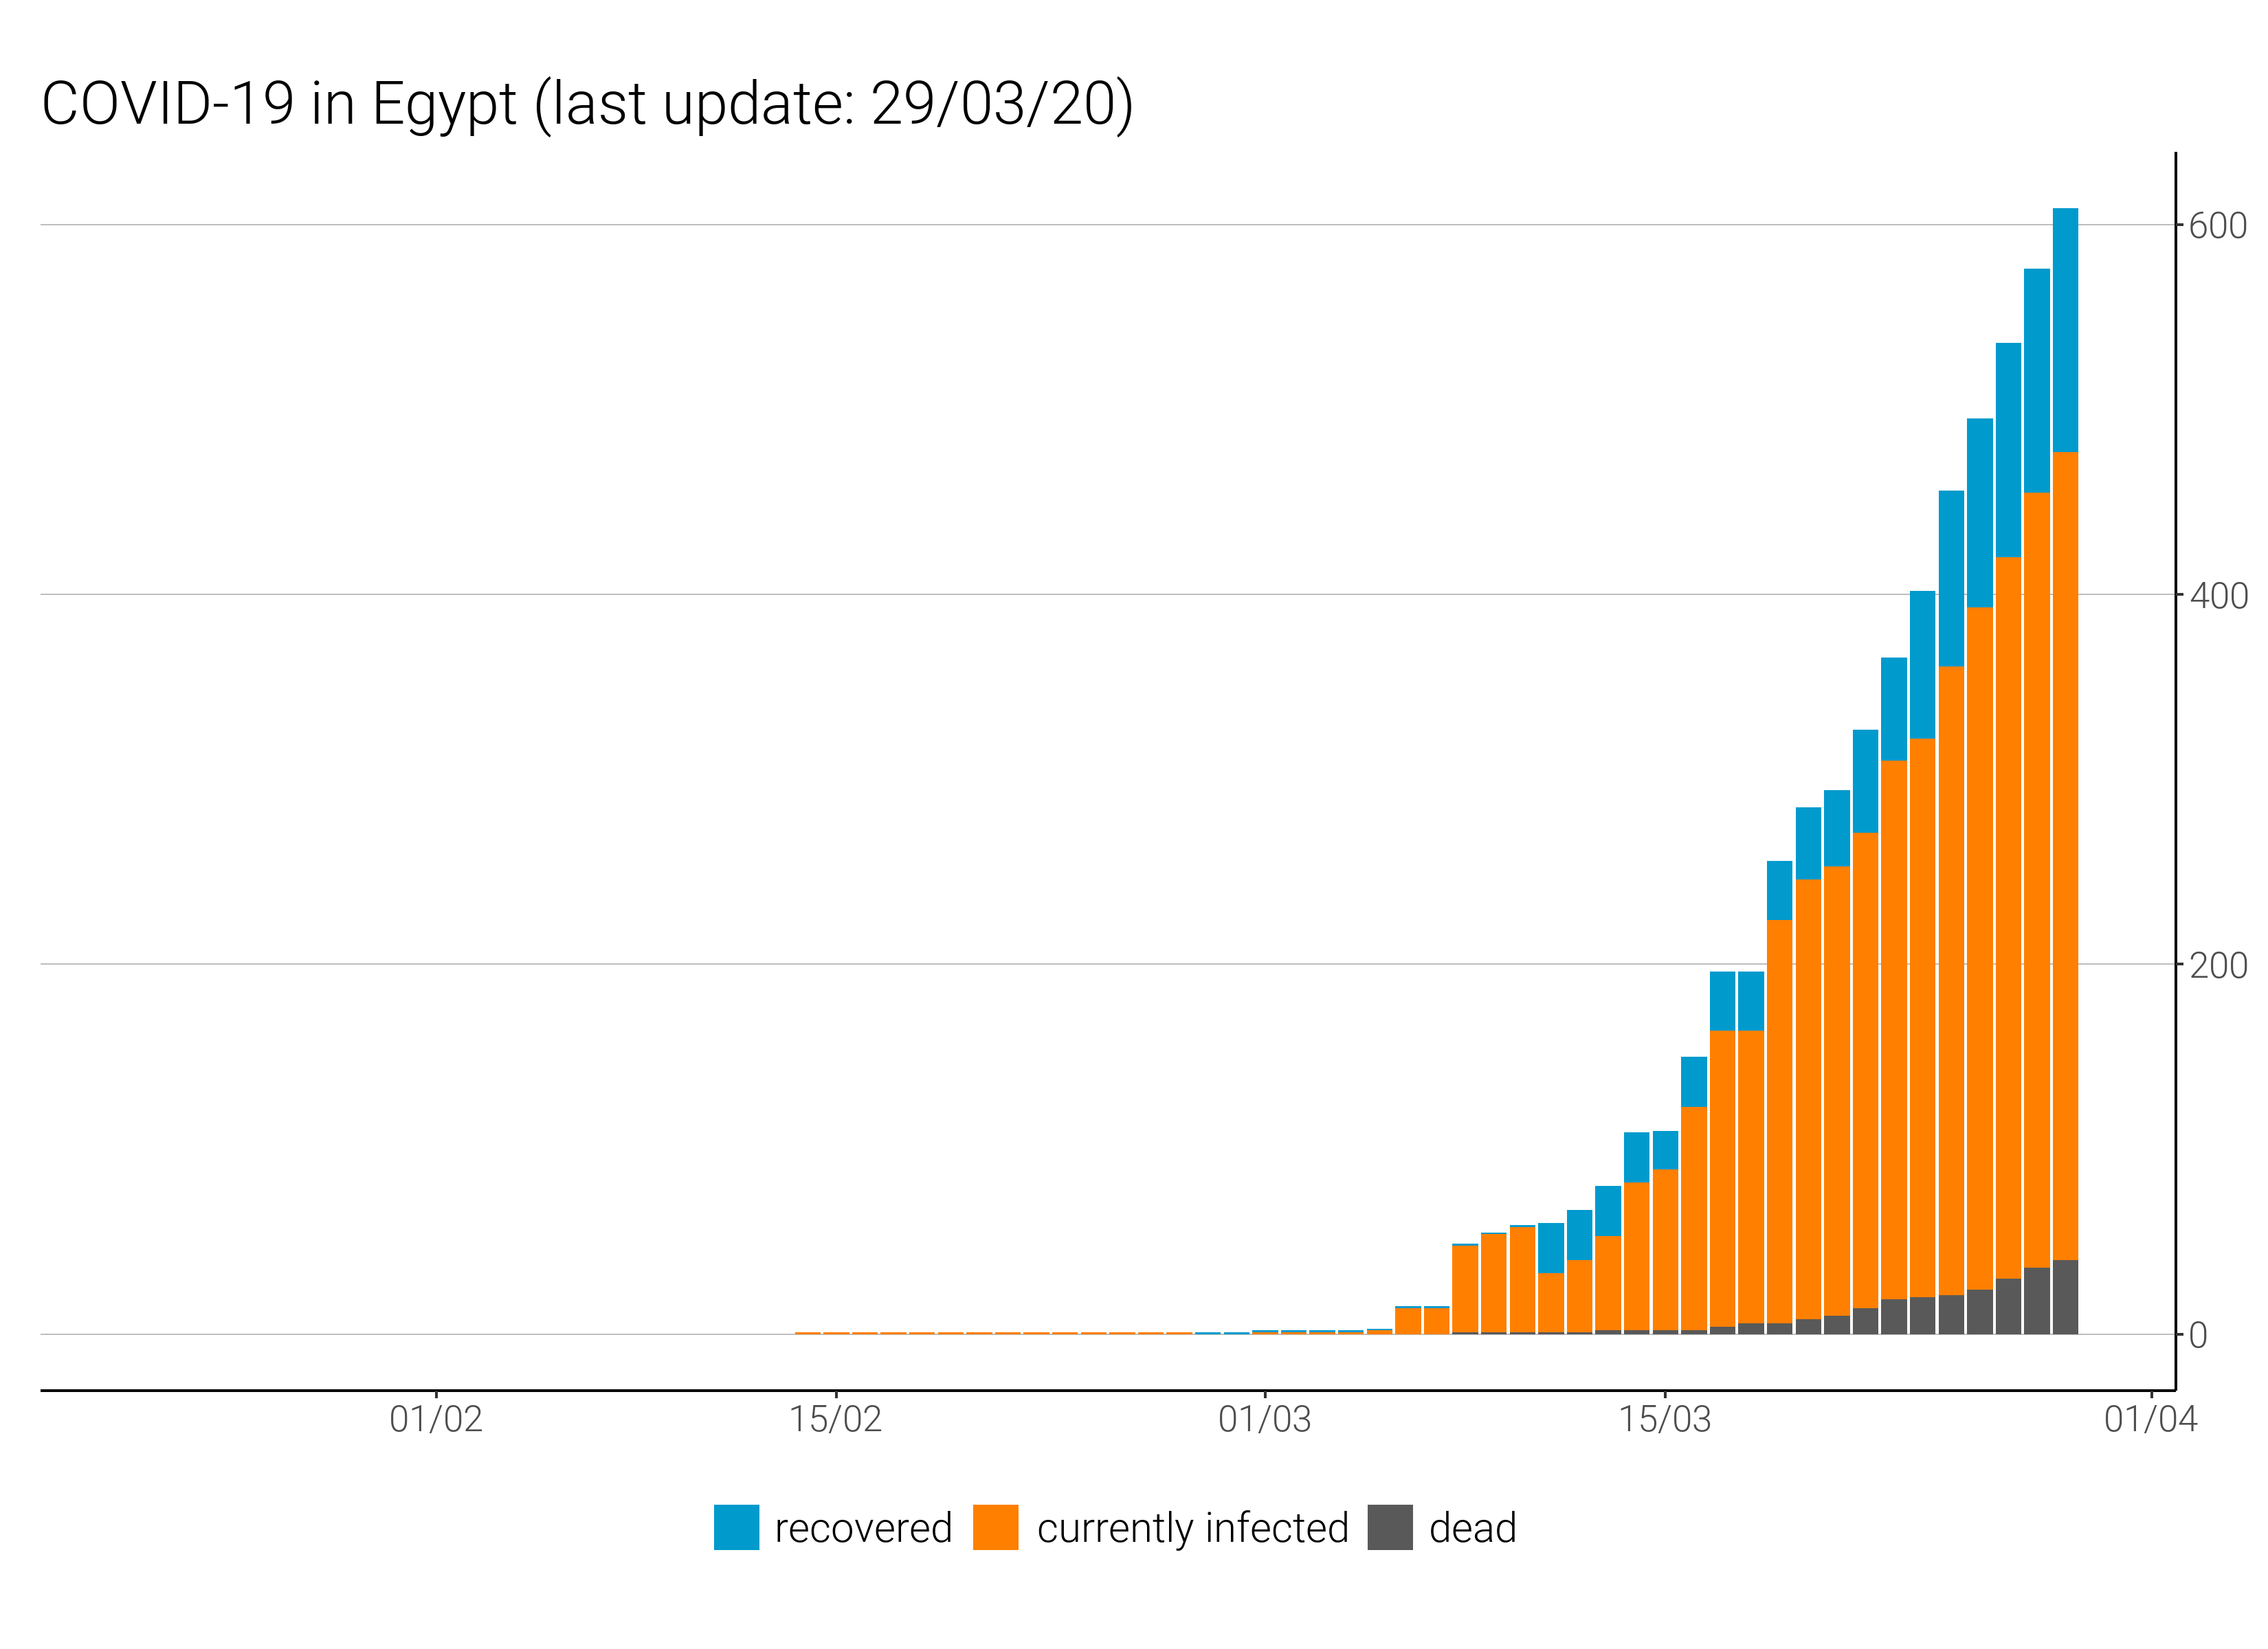 COVID-19 in Egypt (last update: 29/03/20)
600
400
200
0
01/02 15/02 01/03 15/03 01/04
recovered currently infected dead